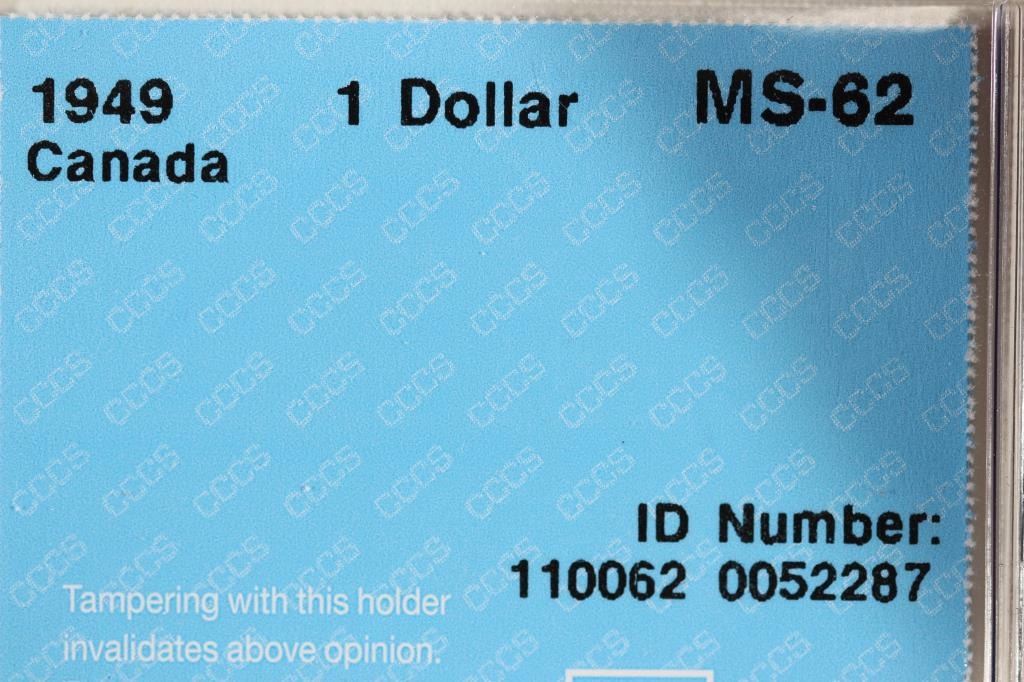 1949 1 Dollar MS-62
Canada
ID Number:
110062 0052287
Tampering with this holder
invalidates above opinion.